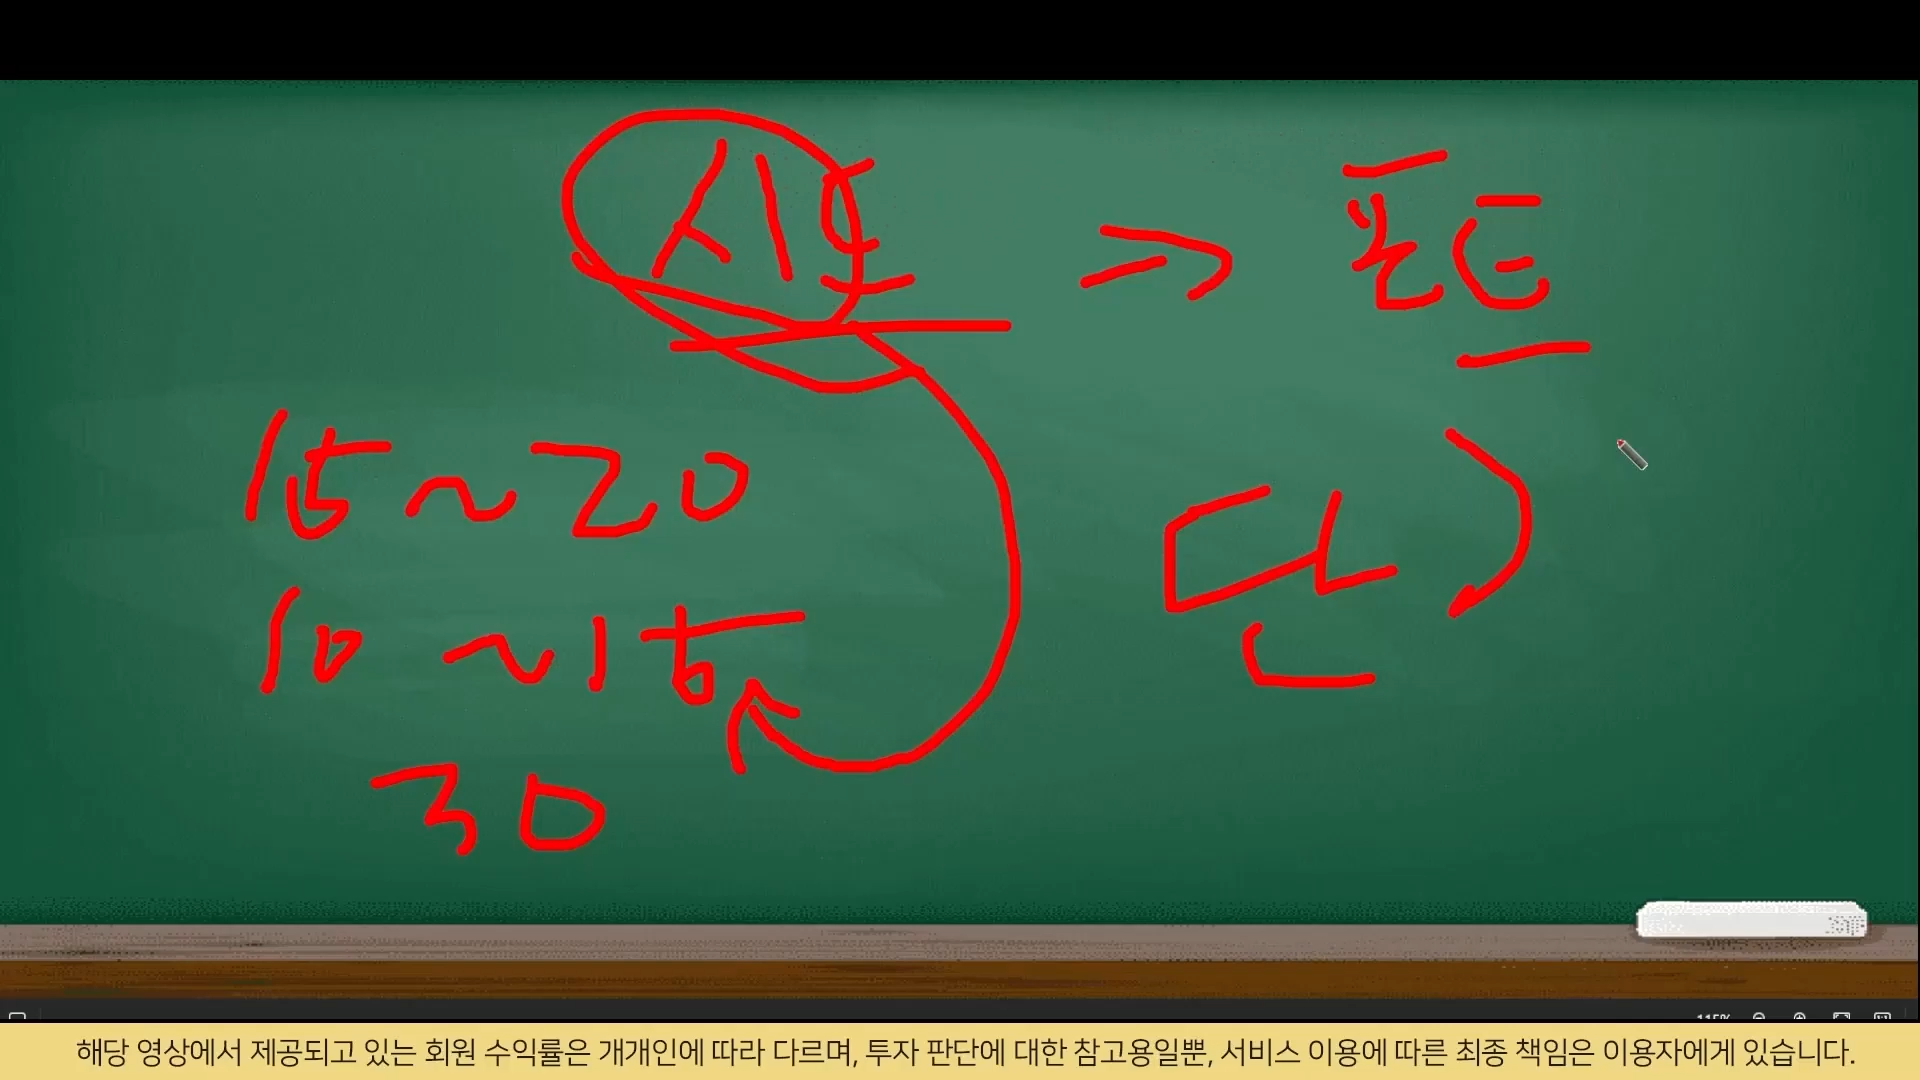 15~20
10~15
30
단
115%
해당 영상에서 제공되고 있는 회원 수익률은 개개인에 따라 다르며, 투자 판단에 대한 참고용일뿐, 서비스 이용에 따른 최종 책임은 이용자에게 있습니다.